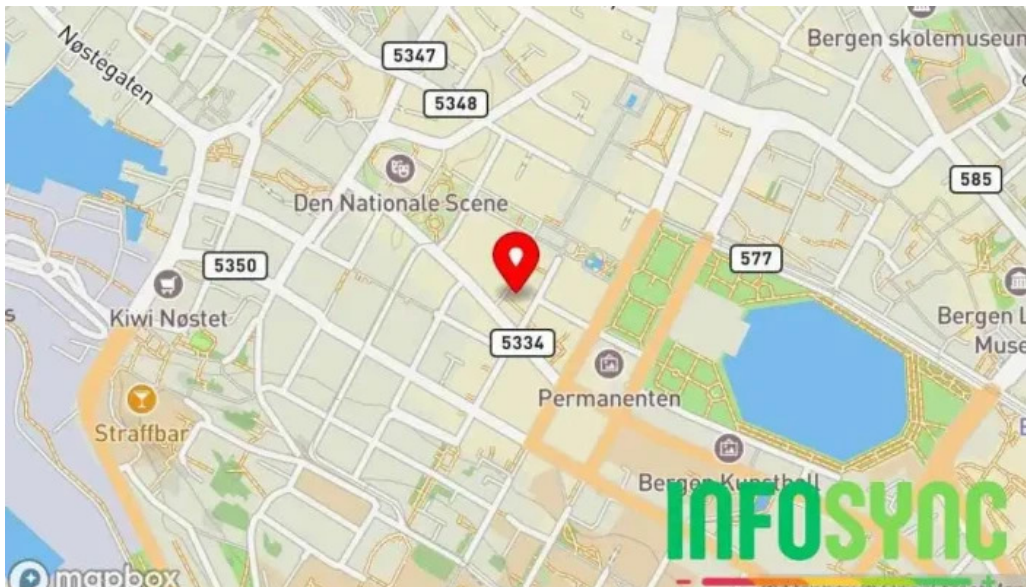 Bergen skolemuseum
5347
Nøstegaten
5348
585
Den Nationale Scene
577
5350
Kiwi Nøstet
Bergen L
Muse
5334
Permanenten
Straffbar
Bergen Kunsthall
INFOSYNC
mapbox